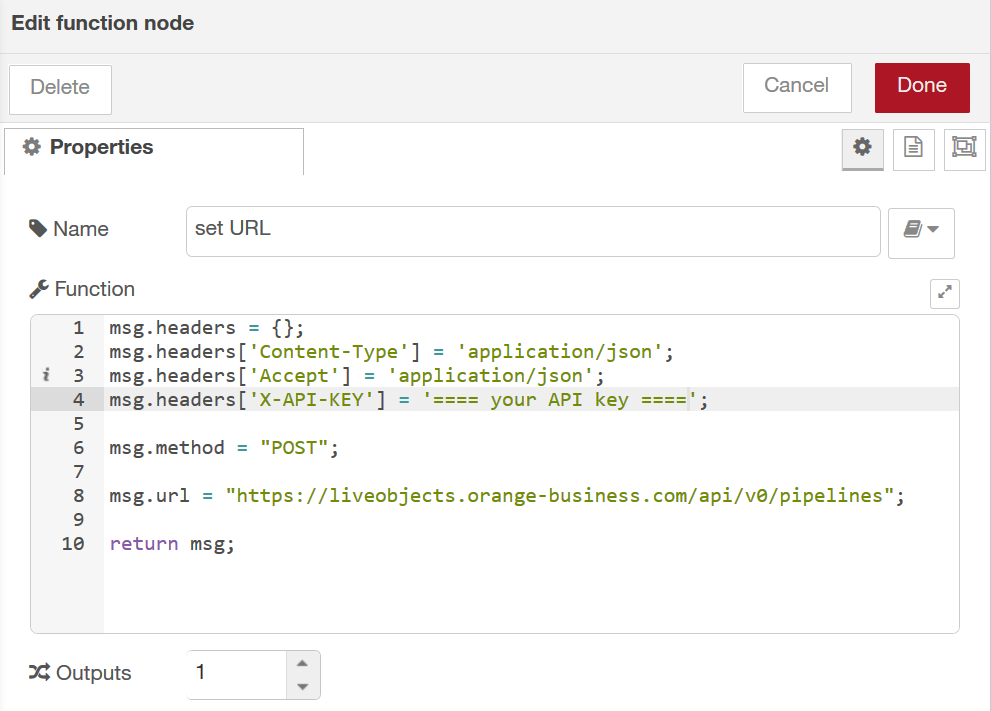 Edit function node
Delete
Cancel
Done
Properties
Name
set URL
Function
1 msg.headers = {};
2 msg.headers['Content-Type'] = 'application/json';
i 3 msg.headers['Accept'] = 'application/json';
4 msg.headers['X-API-KEY'] = '==== your API key ====';
5
6 msg.method = "POST";
7
8 msg.url = "https://liveobjects.orange-business.com/api/v0/pipelines";
9
10 return msg;
Outputs
1